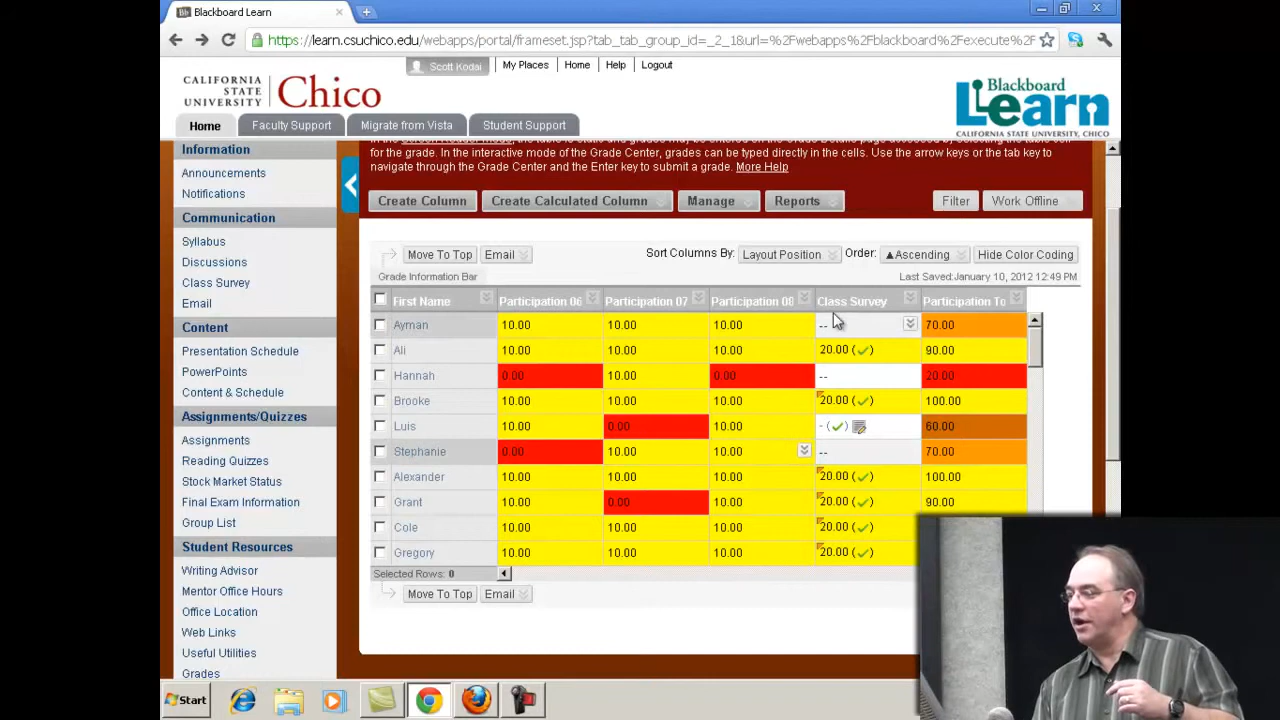 Blackboard Learn
https://learn.csuchico.edu/webapps/portal/frameset.jsp?tab_tab_group_id=_2_1&url=%2Fwebapps%2Fblackboard%2Fexecute%2F
Scott Kodai My Places Home Help Logout
CALIFORNIA
STATE
UNIVERSITY
Chico
Blackboard
Learn
CALIFORNIA STATE UNIVERSITY, CHICO
Home Faculty Support Migrate from Vista Student Support
for the grade. In the interactive mode of the Grade Center, grades can be typed directly in the cells. Use the arrow keys or the tab key to
navigate through the Grade Center and the Enter key to submit a grade. More Help
Create Column Create Calculated Column Manage Reports Filter Work Offline
Move To Top Email Sort Columns By: Layout Position Order: ▲Ascending Hide Color Coding
Grade Information Bar Last Saved:January 10, 2012 12:49 PM
First Name Participation 06 Participation 07 Participation 08 Class Survey Participation To
Ayman 10.00 10.00 10.00 -- 70.00
Ali 10.00 10.00 10.00 20.00 (✓) 90.00
Hannah 0.00 10.00 0.00 -- 20.00
Brooke 10.00 10.00 10.00 20.00 (✓) 100.00
Luis 10.00 0.00 10.00 - (✓) 60.00
Stephanie 0.00 10.00 10.00 -- 70.00
Alexander 10.00 10.00 10.00 20.00 (✓) 100.00
Grant 10.00 0.00 10.00 20.00 (✓) 90.00
Cole 10.00 10.00 10.00 20.00 (✓)
Gregory 10.00 10.00 10.00 20.00 (✓)
Selected Rows: 0
Move To Top Email
Information
Announcements
Notifications
Communication
Syllabus
Discussions
Class Survey
Email
Content
Presentation Schedule
PowerPoints
Content & Schedule
Assignments/Quizzes
Assignments
Reading Quizzes
Stock Market Status
Final Exam Information
Group List
Student Resources
Writing Advisor
Mentor Office Hours
Office Location
Web Links
Useful Utilities
Grades
Start